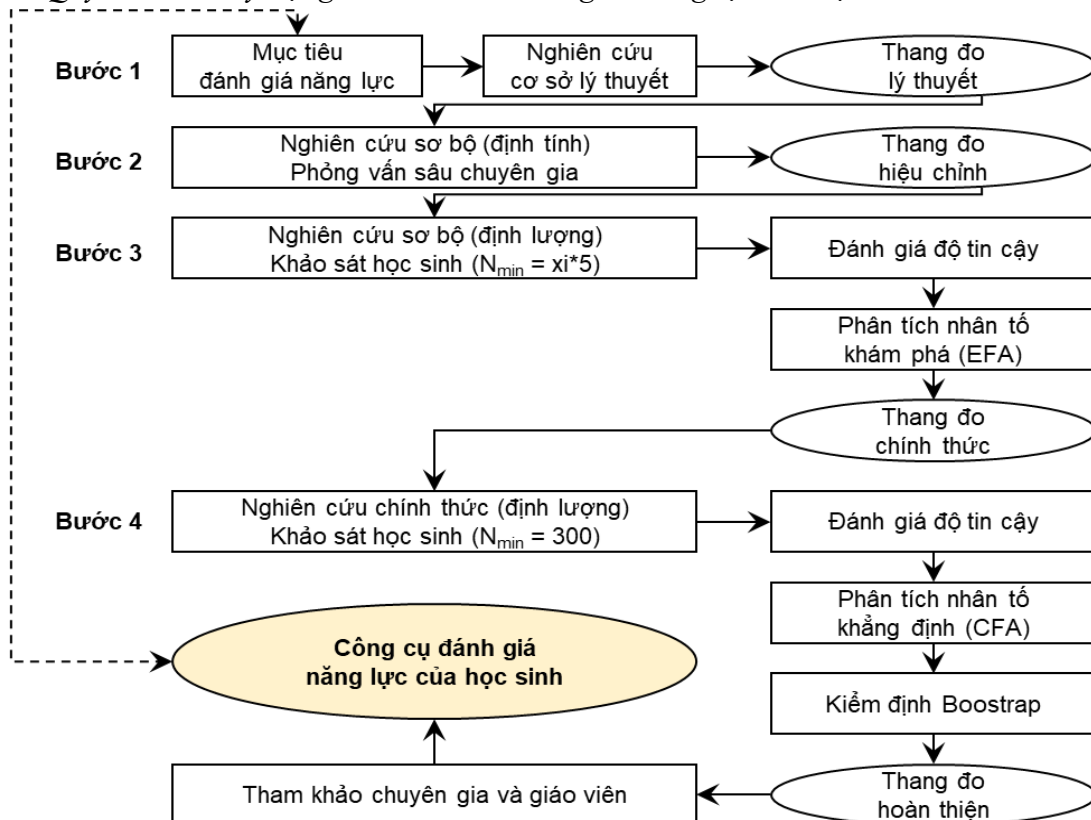 Bước 1
Mục tiêu
đánh giá năng lực
Nghiên cứu
cơ sở lý thuyết
Thang đo
lý thuyết
Bước 2
Nghiên cứu sơ bộ (định tính)
Phỏng vấn sâu chuyên gia
Thang đo
hiệu chỉnh
Bước 3
Nghiên cứu sơ bộ (định lượng)
Khảo sát học sinh (Nmin = xi*5)
Đánh giá độ tin cậy
Phân tích nhân tố
khám phá (EFA)
Thang đo
chính thức
Bước 4
Nghiên cứu chính thức (định lượng)
Khảo sát học sinh (Nmin = 300)
Đánh giá độ tin cậy
Phân tích nhân tố
khẳng định (CFA)
Kiểm định Boostrap
Thang đo
hoàn thiện
Tham khảo chuyên gia và giáo viên
Công cụ đánh giá
năng lực của học sinh